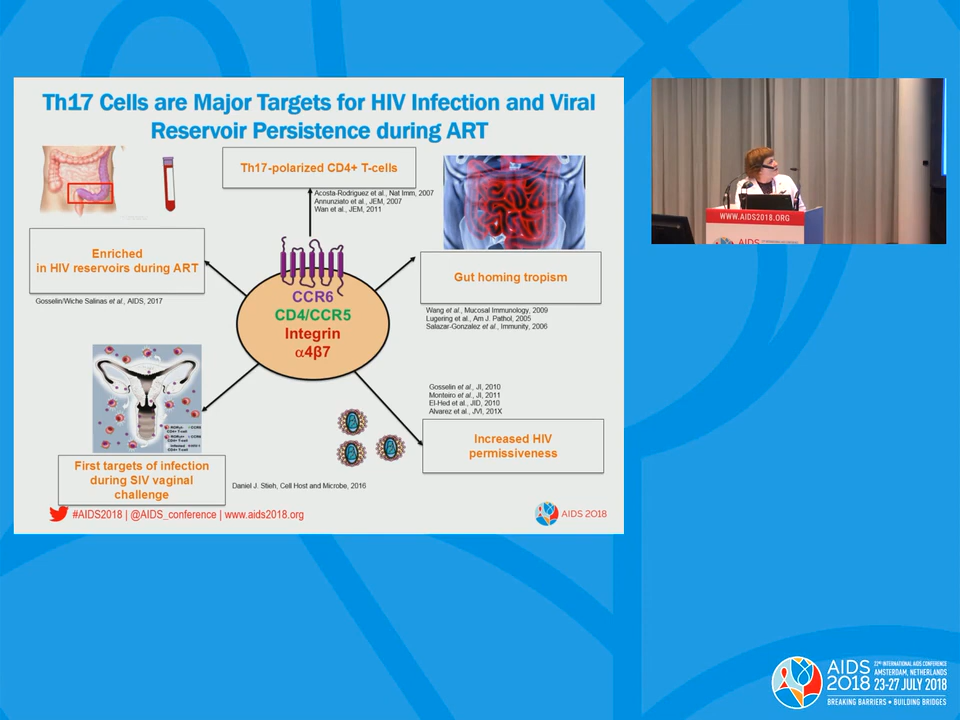 Th17 Cells are Major Targets for HIV Infection and Viral
Reservoir Persistence during ART
Th17-polarized CD4+ T-cells
Acosta-Rodriguez et al., Nat Imm, 2007
Annunziato et al., JEM, 2007
Wan et al., JEM, 2011
Enriched
in HIV reservoirs during ART
Gosselin/Wiche Salinas et al., AIDS, 2017
CCR6
CD4/CCR5
Integrin
α4β7
Gut homing tropism
Wang et al., Mucosal Immunology, 2009
Lugering et al., Am J. Pathol, 2005
Salazar-Gonzalez et al., Immunity, 2006
Gosselin et al., JI, 2010
Monteiro et al., JI, 2011
El-Hed et al., JID, 2010
Alvarez et al., JVI, 201X
Increased HIV
permissiveness
First targets of infection
during SIV vaginal
challenge
Daniel J. Stieh, Cell Host and Microbe, 2016
#AIDS2018 | @AIDS_conference | www.aids2018.org
AIDS 2018
WWW.AIDS2018.ORG
AIDS
AIDS
2018
22ND INTERNATIONAL AIDS CONFERENCE
AMSTERDAM, NETHERLANDS
23-27 JULY 2018
BREAKING BARRIERS • BUILDING BRIDGES